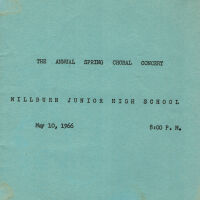 THE ANNUAL SPRING CHORAL CONCERT
MILLBURN JUNIOR HIGH SCHOOL
May 10, 1966 8:00 P.M.